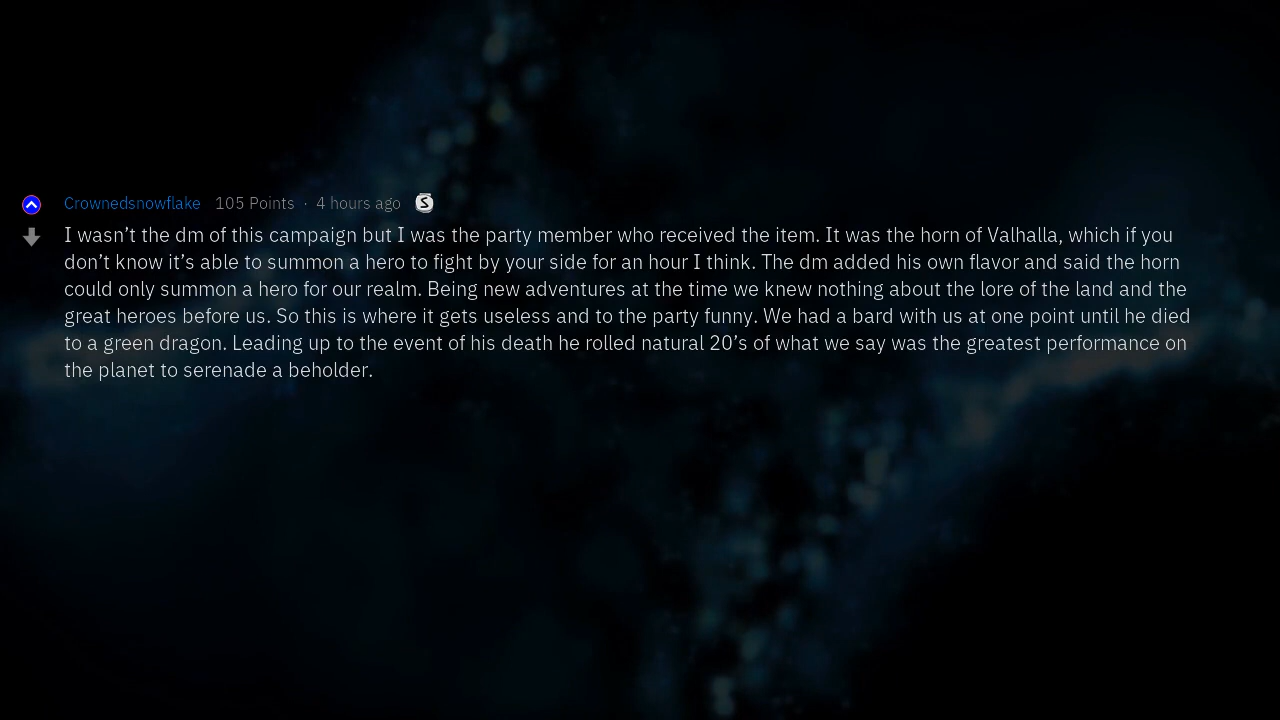 Crownedsnowflake 105 Points · 4 hours ago
I wasn’t the dm of this campaign but I was the party member who received the item. It was the horn of Valhalla, which if you
don’t know it’s able to summon a hero to fight by your side for an hour I think. The dm added his own flavor and said the horn
could only summon a hero for our realm. Being new adventures at the time we knew nothing about the lore of the land and the
great heroes before us. So this is where it gets useless and to the party funny. We had a bard with us at one point until he died
to a green dragon. Leading up to the event of his death he rolled natural 20’s of what we say was the greatest performance on
the planet to serenade a beholder.